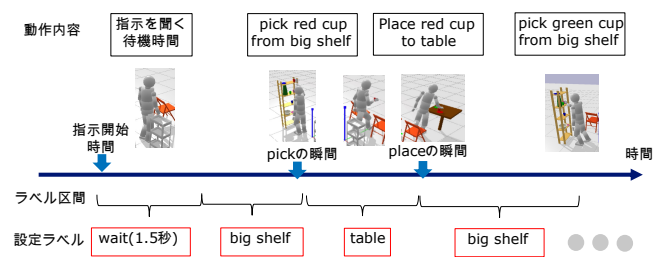 動作内容
指示を聞く
待機時間
pick red cup
from big shelf
Place red cup
to table
pick green cup
from big shelf
指示開始
時間
pickの瞬間
placeの瞬間
時間
ラベル区間
設定ラベル
wait(1.5秒)
big shelf
table
big shelf